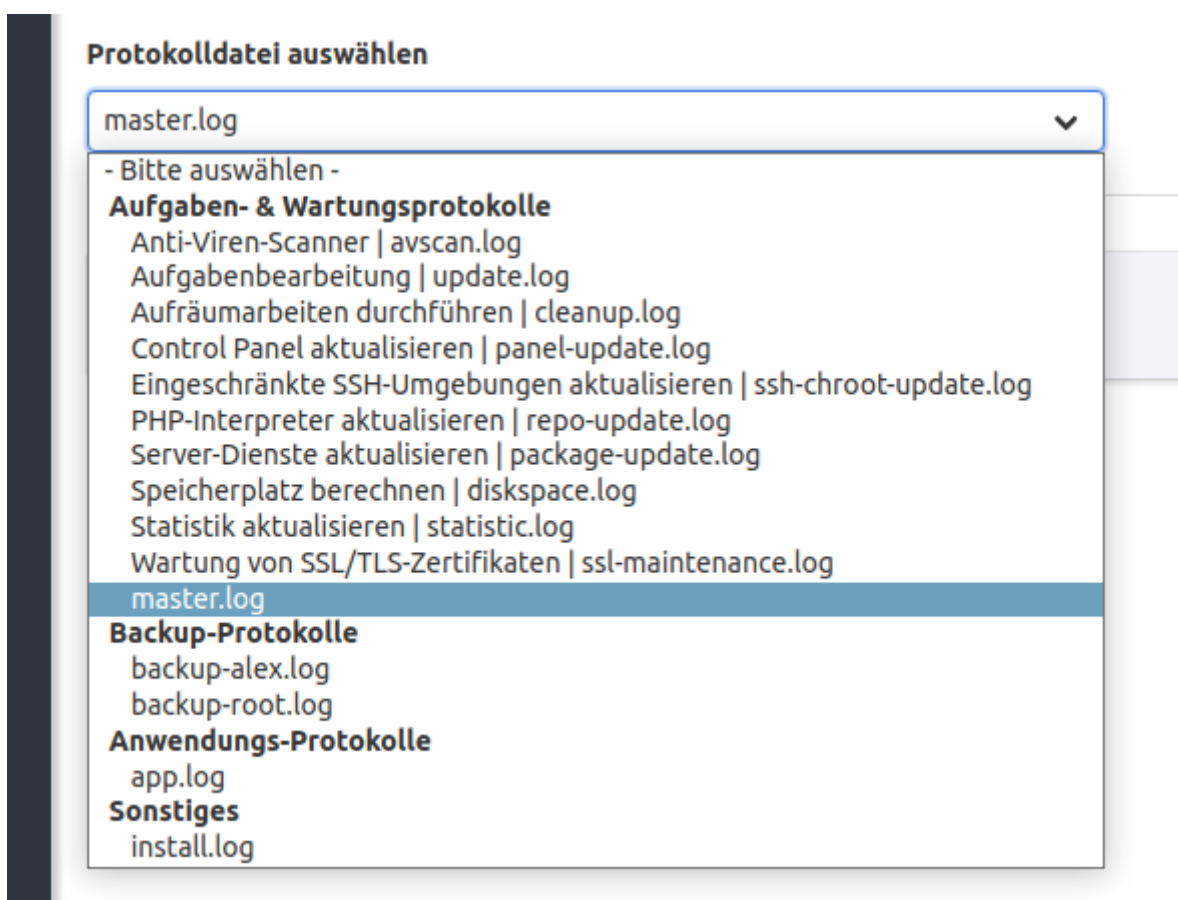 Protokolldatei auswählen
master.log
- Bitte auswählen -
Aufgaben- & Wartungsprotokolle
Anti-Viren-Scanner | avscan.log
Aufgabenbearbeitung | update.log
Aufräumarbeiten durchführen | cleanup.log
Control Panel aktualisieren | panel-update.log
Eingeschränkte SSH-Umgebungen aktualisieren | ssh-chroot-update.log
PHP-Interpreter aktualisieren | repo-update.log
Server-Dienste aktualisieren | package-update.log
Speicherplatz berechnen | diskspace.log
Statistik aktualisieren | statistic.log
Wartung von SSL/TLS-Zertifikaten | ssl-maintenance.log
master.log
Backup-Protokolle
backup-alex.log
backup-root.log
Anwendungs-Protokolle
app.log
Sonstiges
install.log